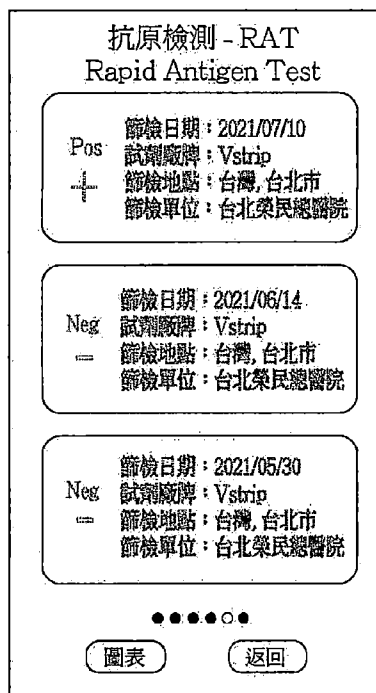 抗原檢測 - RAT
Rapid Antigen Test
Pos
+
篩檢日期：2021/07/10
試劑廠牌：Vstrip
篩檢地點：台灣, 台北市
篩檢單位：台北榮民總醫院
Neg
-
篩檢日期：2021/06/14
試劑廠牌：Vstrip
篩檢地點：台灣, 台北市
篩檢單位：台北榮民總醫院
Neg
-
篩檢日期：2021/05/30
試劑廠牌：Vstrip
篩檢地點：台灣, 台北市
篩檢單位：台北榮民總醫院
圖表
返回